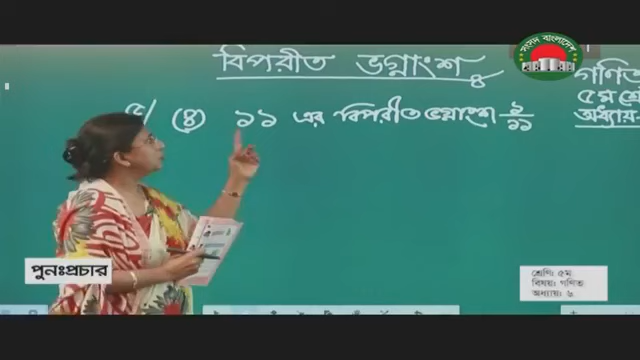 সংসদ বাংলাদেশ
বিপরীত ভগ্নাংশ
গণিত
৫ম শ্রে
অধ্যায়-
৫/ (৪) ১১ এর বিপরীত ভগ্নাংশ ১/১১
পুনঃপ্রচার
শ্রেণি: ৫ম
বিষয়: গণিত
অধ্যায়: ৬